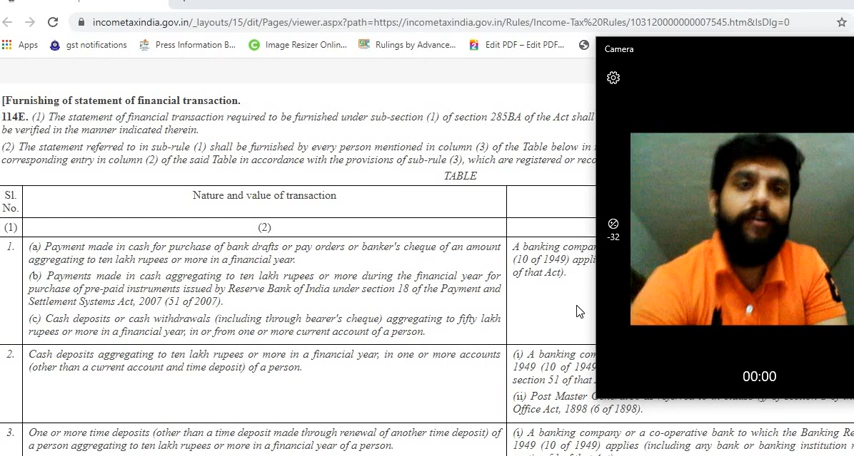 incometaxindia.gov.in/_layouts/15/dit/Pages/viewer.aspx?path=https://incometaxindia.gov.in/Rules/Income-Tax%20Rules/103120000000007545.htm&IsDlg=0
Apps gst notifications Press Information B... Image Resizer Onlin... Rulings by Advance... Edit PDF – Edit PDF...
Camera
[Furnishing of statement of financial transaction.
114E. (1) The statement of financial transaction required to be furnished under sub-section (1) of section 285BA of the Act shall
be verified in the manner indicated therein.
(2) The statement referred to in sub-rule (1) shall be furnished by every person mentioned in column (3) of the Table below in
corresponding entry in column (2) of the said Table in accordance with the provisions of sub-rule (3), which are registered or
TABLE
Sl.
No.
Nature and value of transaction
(1)
(2)
1.
(a) Payment made in cash for purchase of bank drafts or pay orders or banker's cheque of an amount
aggregating to ten lakh rupees or more in a financial year.
(b) Payments made in cash aggregating to ten lakh rupees or more during the financial year for
purchase of pre-paid instruments issued by Reserve Bank of India under section 18 of the Payment and
Settlement Systems Act, 2007 (51 of 2007).
(c) Cash deposits or cash withdrawals (including through bearer's cheque) aggregating to fifty lakh
rupees or more in a financial year, in or from one or more current account of a person.
A banking
(10 of 1949)
of that Act).
2.
Cash deposits aggregating to ten lakh rupees or more in a financial year, in one or more accounts
(other than a current account and time deposit) of a person.
(i) A banking
1949 (10 of 1949
section 51 of that
(ii) Post Master
Office Act, 1898 (6 of 1898).
3.
One or more time deposits (other than a time deposit made through renewal of another time deposit) of
a person aggregating to ten lakh rupees or more in a financial year of a person.
(i) A banking company or a co-operative bank to which the Banking
1949 (10 of 1949) applies (including any bank or banking institution
-32
00:00